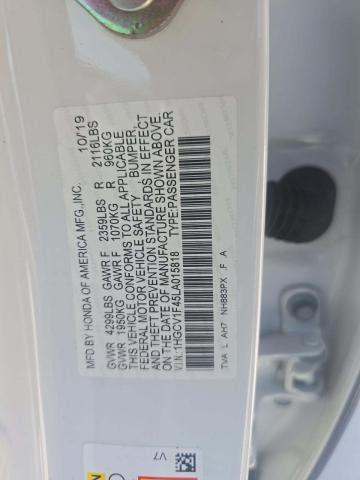 MFD BY HONDA OF AMERICA MFG.,INC. 10/19
GVWR 4299LBS GAWR F 2359LBS R 2116LBS
GVWR 1950KG GAWR F 1070KG R 960KG
THIS VEHICLE CONFORMS TO ALL APPLICABLE
FEDERAL MOTOR VEHICLE SAFETY BUMPER,
AND THEFT PREVENTION STANDARDS IN EFFECT
ON THE DATE OF MANUFACTURE SHOWN ABOVE.
V.I.N.:1HGCV1F45LA015818 TYPE:PASSENGER CAR
TVA L AH7 NH883PX F A
V7